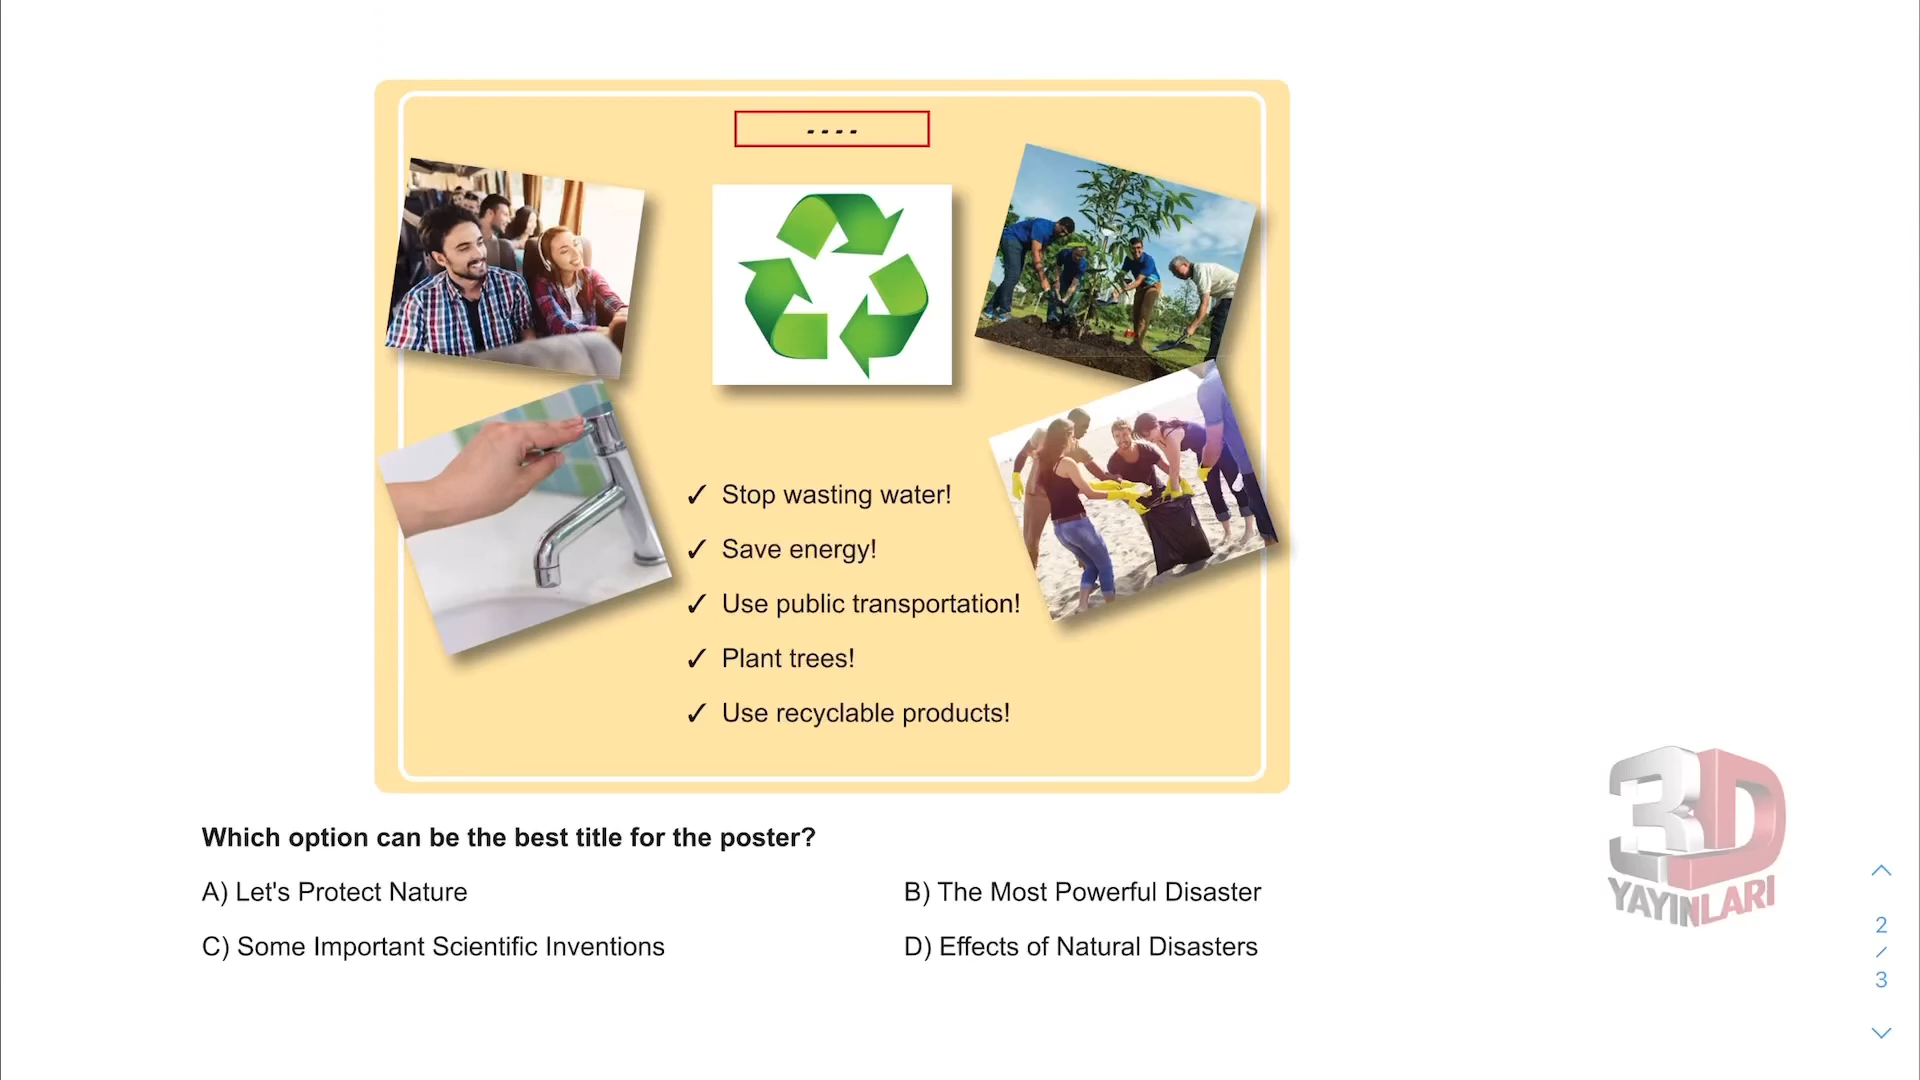 - - - -
✓ Stop wasting water!
✓ Save energy!
✓ Use public transportation!
✓ Plant trees!
✓ Use recyclable products!
Which option can be the best title for the poster?
A) Let's Protect Nature
B) The Most Powerful Disaster
C) Some Important Scientific Inventions
D) Effects of Natural Disasters
3D
YAYINLARI
2
/
3